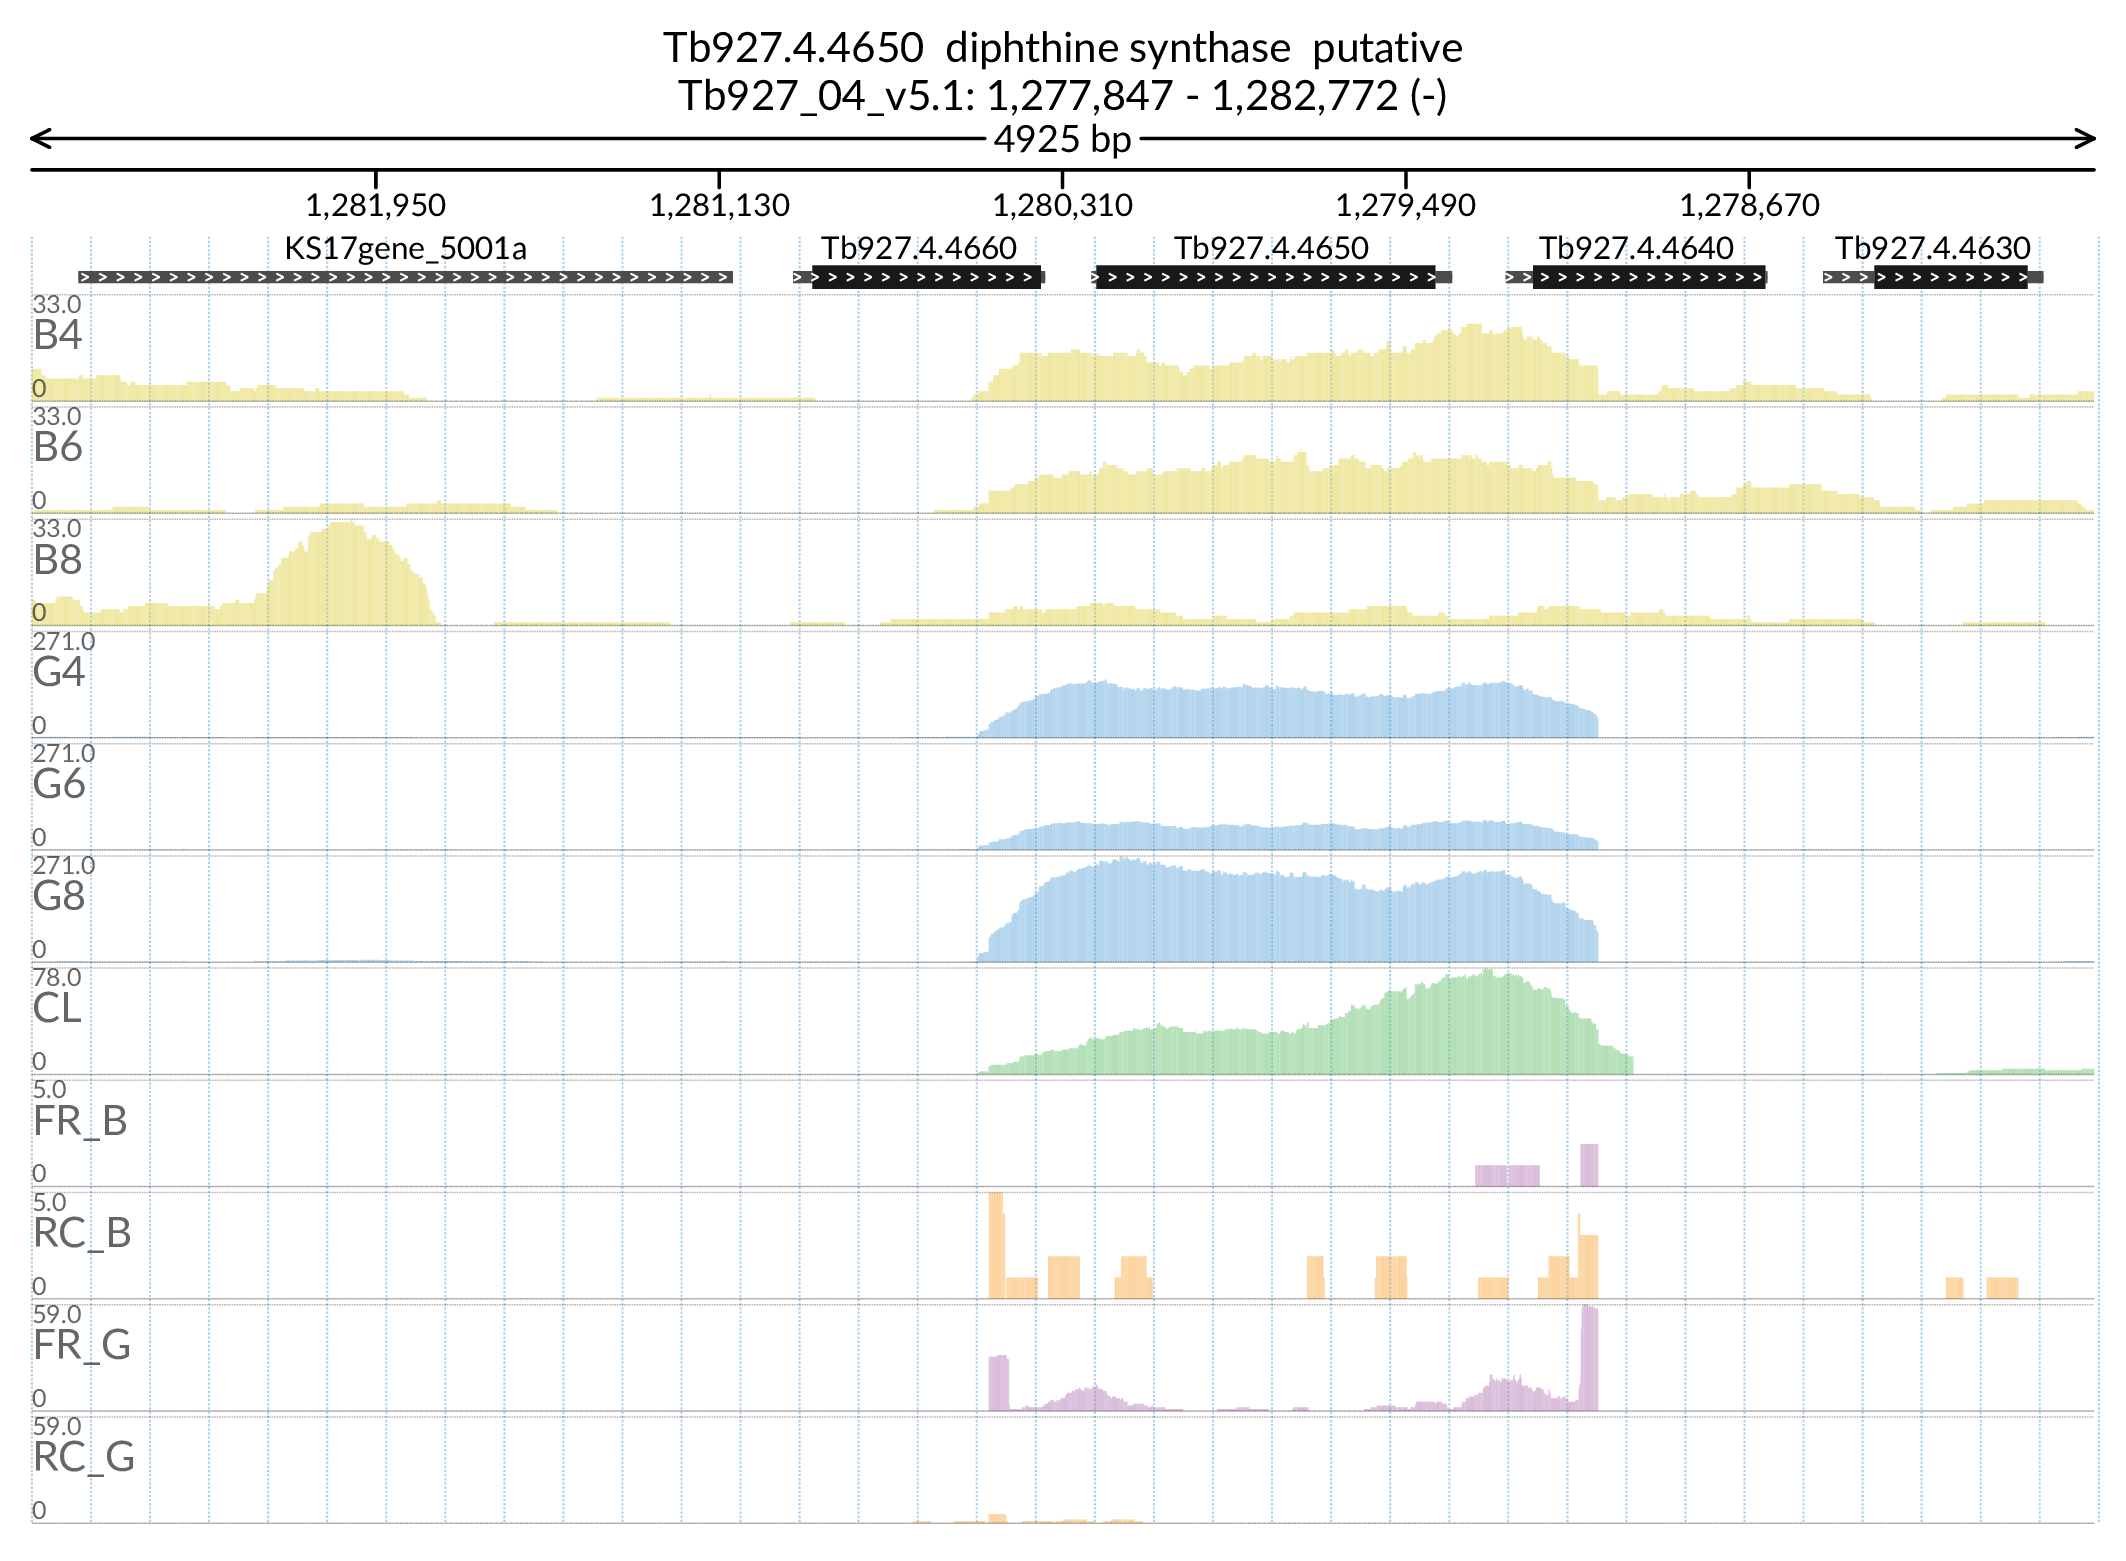 Tb927.4.4650 diphthine synthase putative
Tb927_04_v5.1: 1,277,847 - 1,282,772 (-)
4925 bp
1,281,950 1,281,130 1,280,310 1,279,490 1,278,670
KS17gene_5001a Tb927.4.4660 Tb927.4.4650 Tb927.4.4640 Tb927.4.4630
33.0
B4
0
33.0
B6
0
33.0
B8
0
271.0
G4
0
271.0
G6
0
271.0
G8
0
78.0
CL
0
5.0
FR_B
0
5.0
RC_B
0
59.0
FR_G
0
59.0
RC_G
0